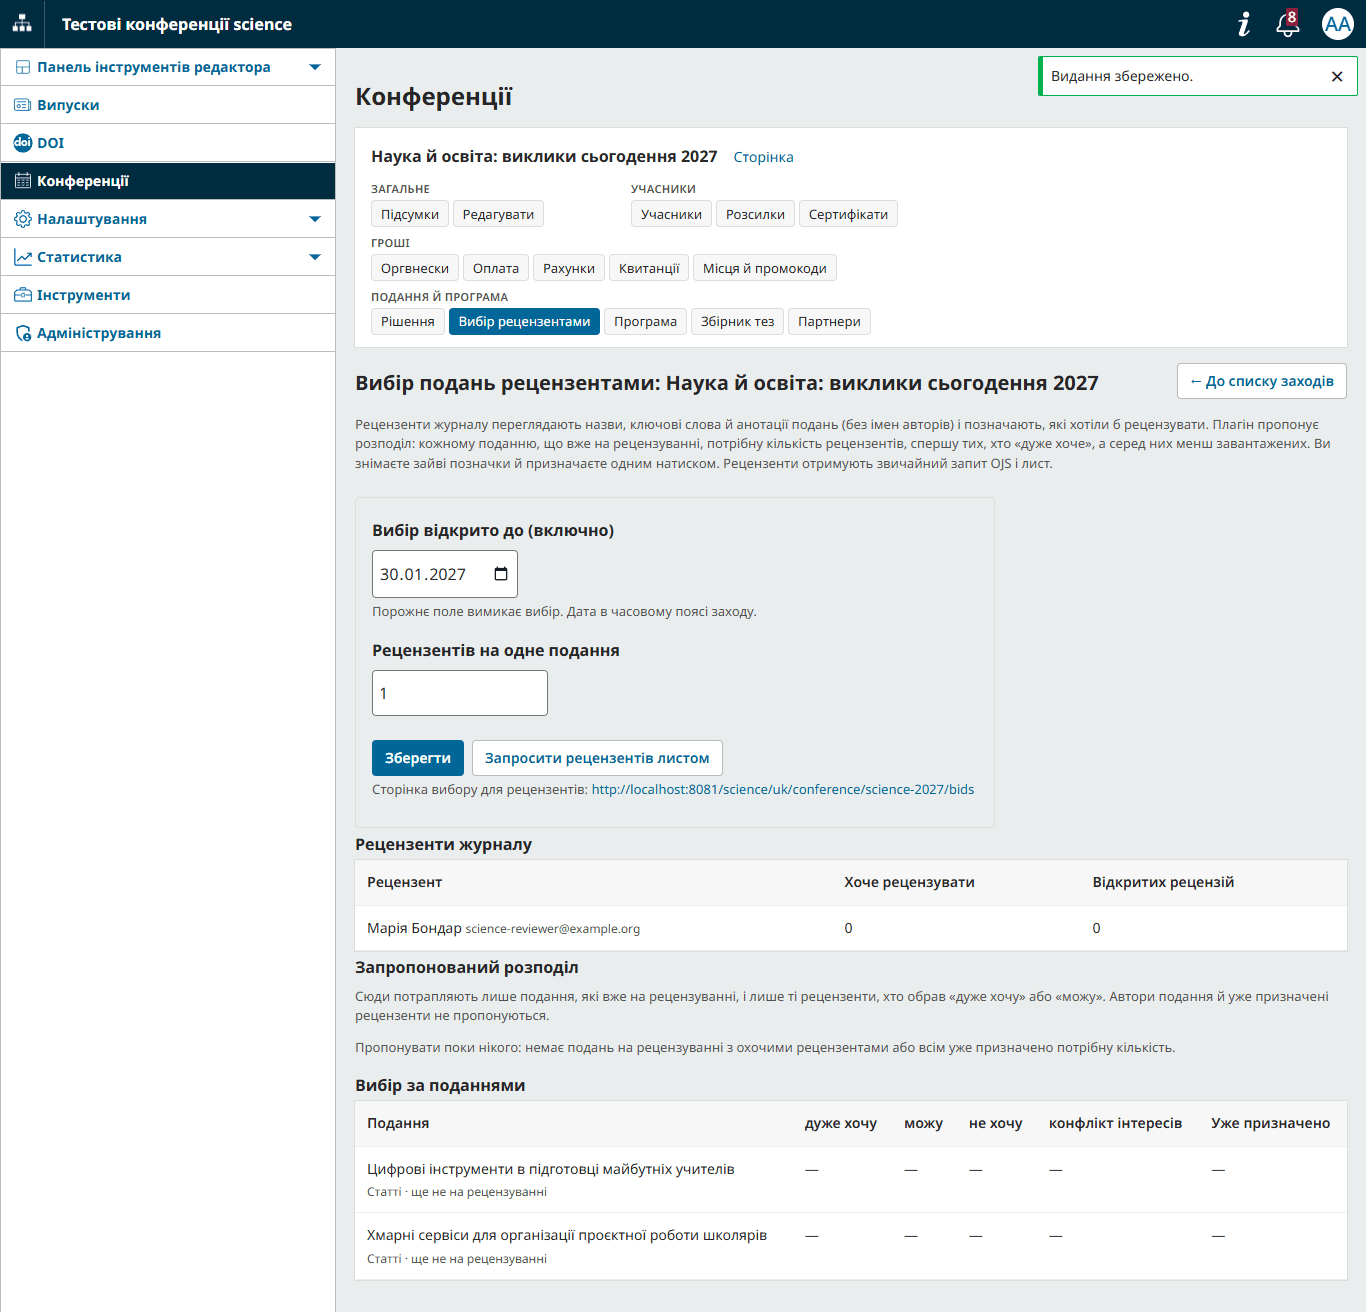 Тестові конференції science
8
AA
Панель інструментів редактора
Випуски
doi DOI
Конференції
Налаштування
Статистика
Інструменти
Адміністрування
Видання збережено.
Конференції
Наука й освіта: виклики сьогодення 2027 Сторінка
ЗАГАЛЬНЕ
Підсумки Редагувати
УЧАСНИКИ
Учасники Розсилки Сертифікати
ГРОШІ
Оргвнески Оплата Рахунки Квитанції Місця й промокоди
ПОДАННЯ Й ПРОГРАМА
Рішення Вибір рецензентами Програма Збірник тез Партнери
Вибір подань рецензентами: Наука й освіта: виклики сьогодення 2027
← До списку заходів
Рецензенти журналу переглядають назви, ключові слова й анотації подань (без імен авторів) і позначають, які хотіли б рецензувати. Плагін пропонує
розподіл: кожному поданню, що вже на рецензуванні, потрібну кількість рецензентів, спершу тих, хто «дуже хоче», а серед них менш завантажених. Ви
знімаєте зайві позначки й призначаєте одним натиском. Рецензенти отримують звичайний запит OJS і лист.
Вибір відкрито до (включно)
30.01.2027
Порожнє поле вимикає вибір. Дата в часовому поясі заходу.
Рецензентів на одне подання
1
Зберегти Запросити рецензентів листом
Сторінка вибору для рецензентів: http://localhost:8081/science/uk/conference/science-2027/bids
Рецензенти журналу
Рецензент Хоче рецензувати Відкритих рецензій
Марія Бондар science-reviewer@example.org 0 0
Запропонований розподіл
Сюди потрапляють лише подання, які вже на рецензуванні, і лише ті рецензенти, хто обрав «дуже хочу» або «можу». Автори подання й уже призначені
рецензенти не пропонуються.
Пропонувати поки нікого: немає подань на рецензуванні з охочими рецензентами або всім уже призначено потрібну кількість.
Вибір за поданнями
Подання дуже хочу можу не хочу конфлікт інтересів Уже призначено
Цифрові інструменти в підготовці майбутніх учителів — — — — —
Статті · ще не на рецензуванні
Хмарні сервіси для організації проєктної роботи школярів — — — — —
Статті · ще не на рецензуванні